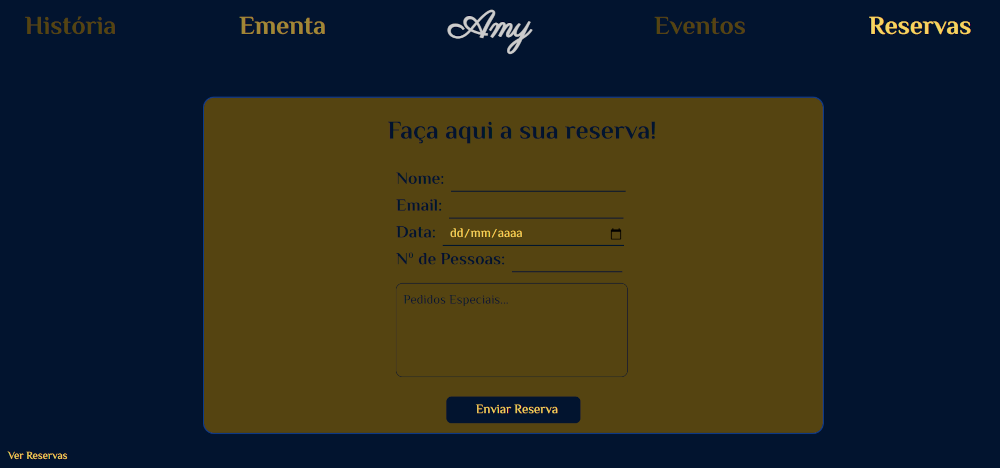 História Ementa Amy Eventos Reservas
Faça aqui a sua reserva!
Nome:
Email:
Data: dd/mm/aaaa
Nº de Pessoas:
Pedidos Especiais...
Enviar Reserva
Ver Reservas